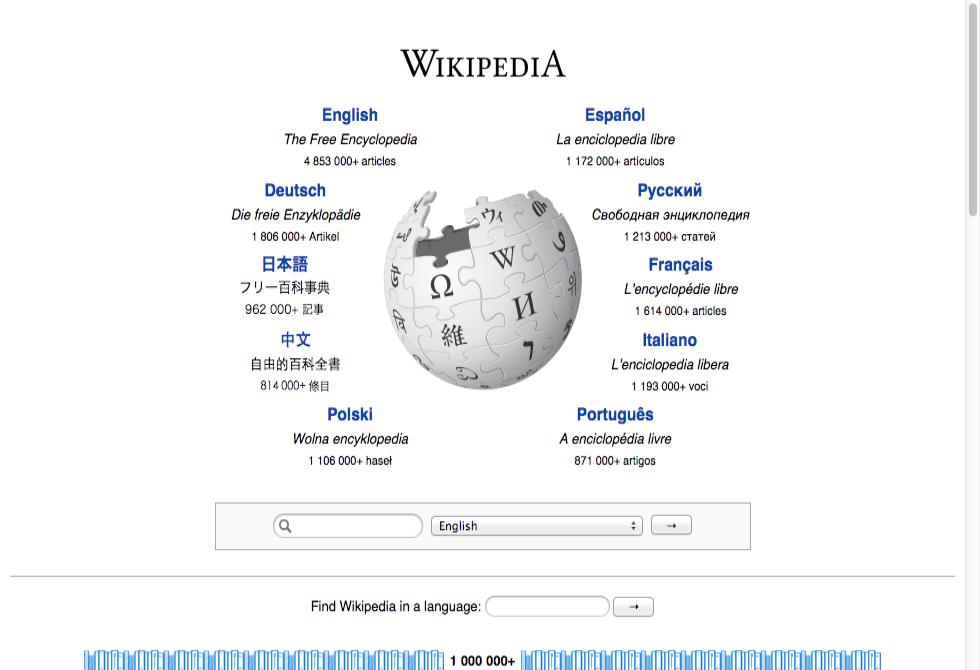 WIKIPEDIA
English
The Free Encyclopedia
4 853 000+ articles
Español
La enciclopedia libre
1 172 000+ artículos
Deutsch
Die freie Enzyklopädie
1 806 000+ Artikel
Русский
Свободная энциклопедия
1 213 000+ статей
日本語
フリー百科事典
962 000+ 記事
Français
L'encyclopédie libre
1 614 000+ articles
中文
自由的百科全書
814 000+ 條目
Italiano
L'enciclopedia libera
1 193 000+ voci
Polski
Wolna encyklopedia
1 106 000+ haseł
Português
A enciclopédia livre
871 000+ artigos
ウィ
W
Ω
И
維
English →
Find Wikipedia in a language: →
1 000 000+